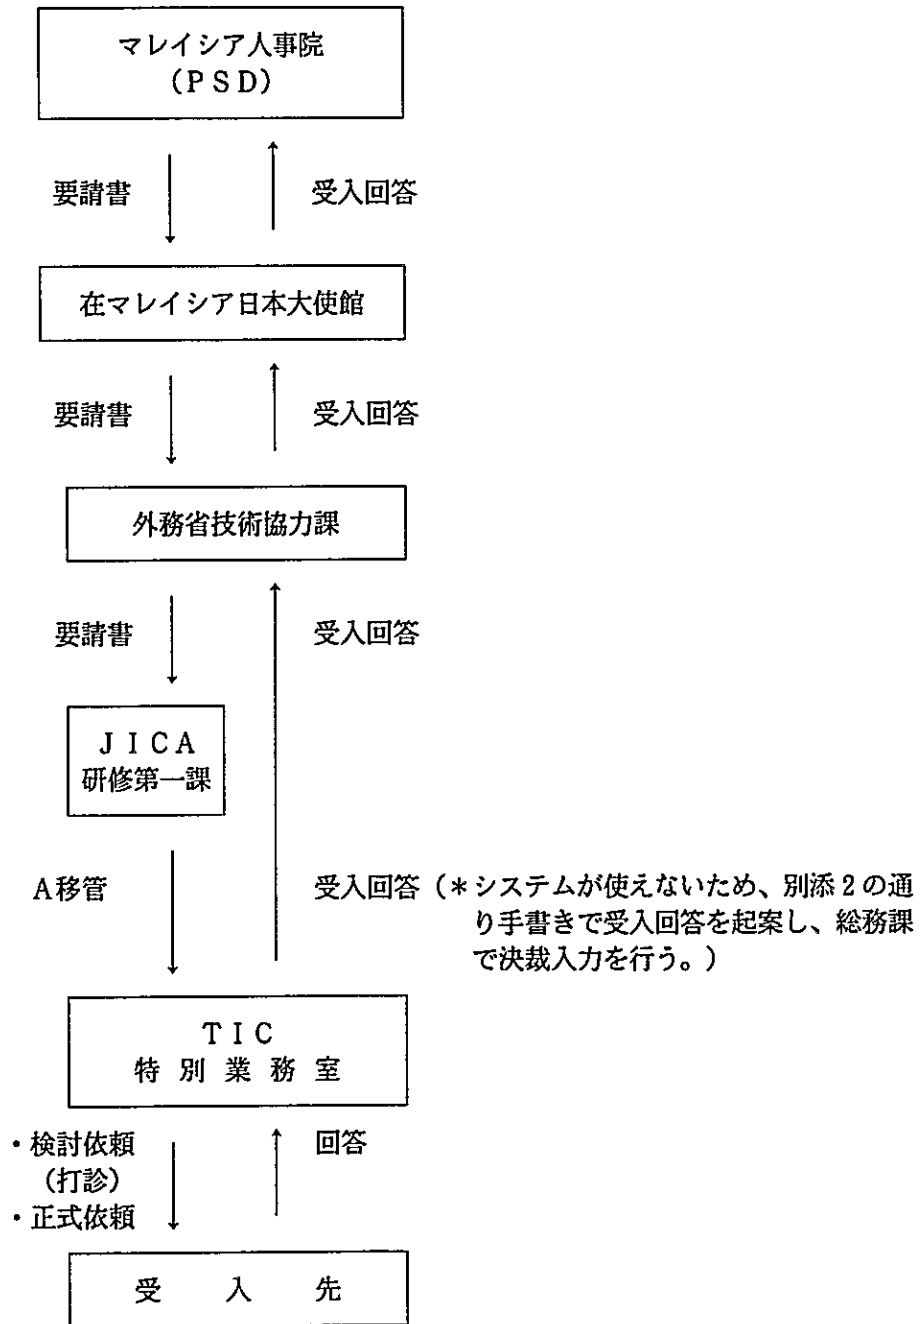 マレイシア人事院
(PSD)
要請書
受入回答
在マレイシア日本大使館
要請書
受入回答
外務省技術協力課
要請書
受入回答
JICA
研修第一課
A移管
受入回答(*システムが使えないため、別添2の通
り手書きで受入回答を起案し、総務課
で決裁入力を行う。)
TIC
特別業務室
・検討依頼
(打診)
・正式依頼
回答
受入先